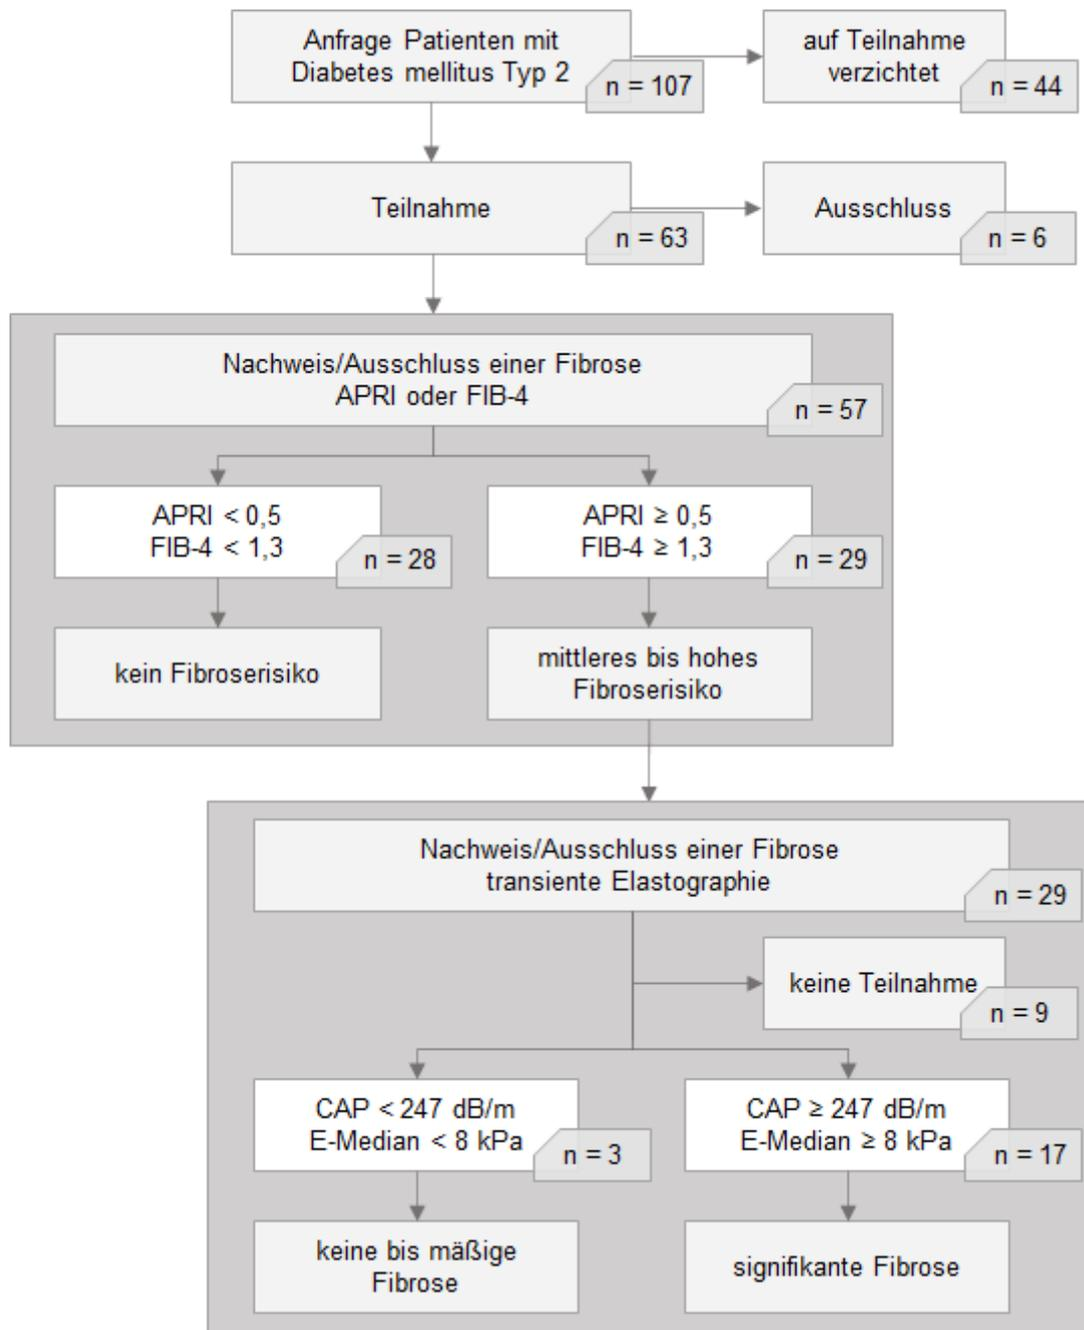 Anfrage Patienten mit
Diabetes mellitus Typ 2
n = 107
auf Teilnahme
verzichtet
n = 44
Teilnahme
n = 63
Ausschluss
n = 6
Nachweis/Ausschluss einer Fibrose
APRI oder FIB-4
n = 57
APRI < 0,5
FIB-4 < 1,3
n = 28
APRI ≥ 0,5
FIB-4 ≥ 1,3
n = 29
kein Fibroserisiko
mittleres bis hohes
Fibroserisiko
Nachweis/Ausschluss einer Fibrose
transiente Elastographie
n = 29
keine Teilnahme
n = 9
CAP < 247 dB/m
E-Median < 8 kPa
n = 3
CAP ≥ 247 dB/m
E-Median ≥ 8 kPa
n = 17
keine bis mäßige
Fibrose
signifikante Fibrose